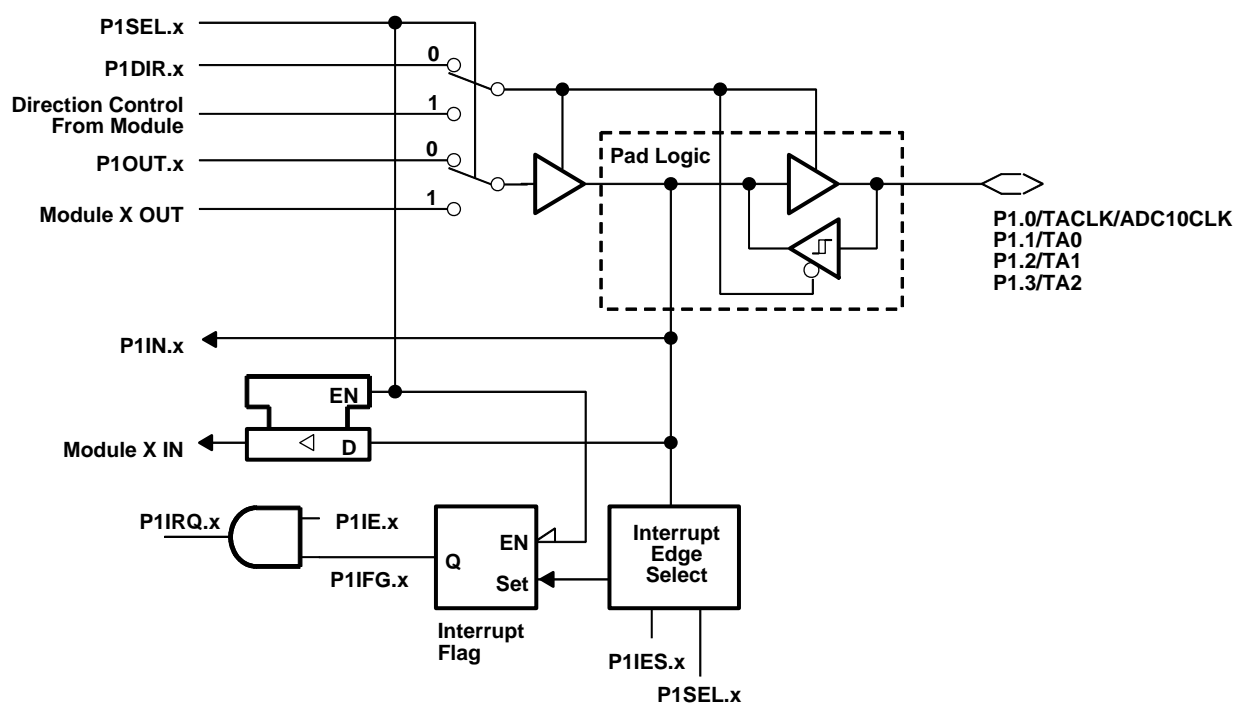 P1SEL.x
P1DIR.x
0
Direction Control
From Module
1
P1OUT.x
0
Module X OUT
1
Pad Logic
P1.0/TACLK/ADC10CLK
P1.1/TA0
P1.2/TA1
P1.3/TA2
P1IN.x
EN
Module X IN
D
P1IRQ.x
P1IE.x
P1IFG.x
Q
EN
Set
Interrupt
Flag
Interrupt
Edge
Select
P1IES.x
P1SEL.x